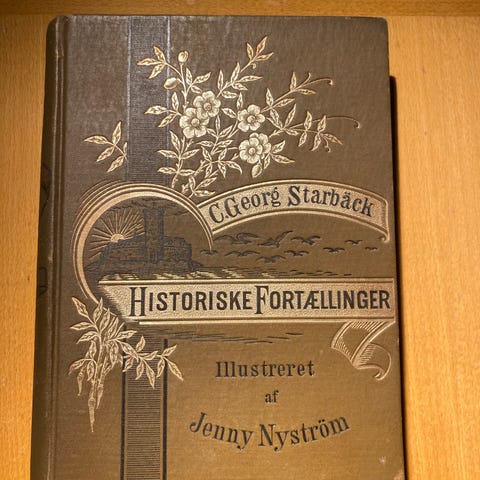 C. Georg Starbäck
HISTORISKE FORTÆLLINGER
Illustreret
af
Jenny Nyström